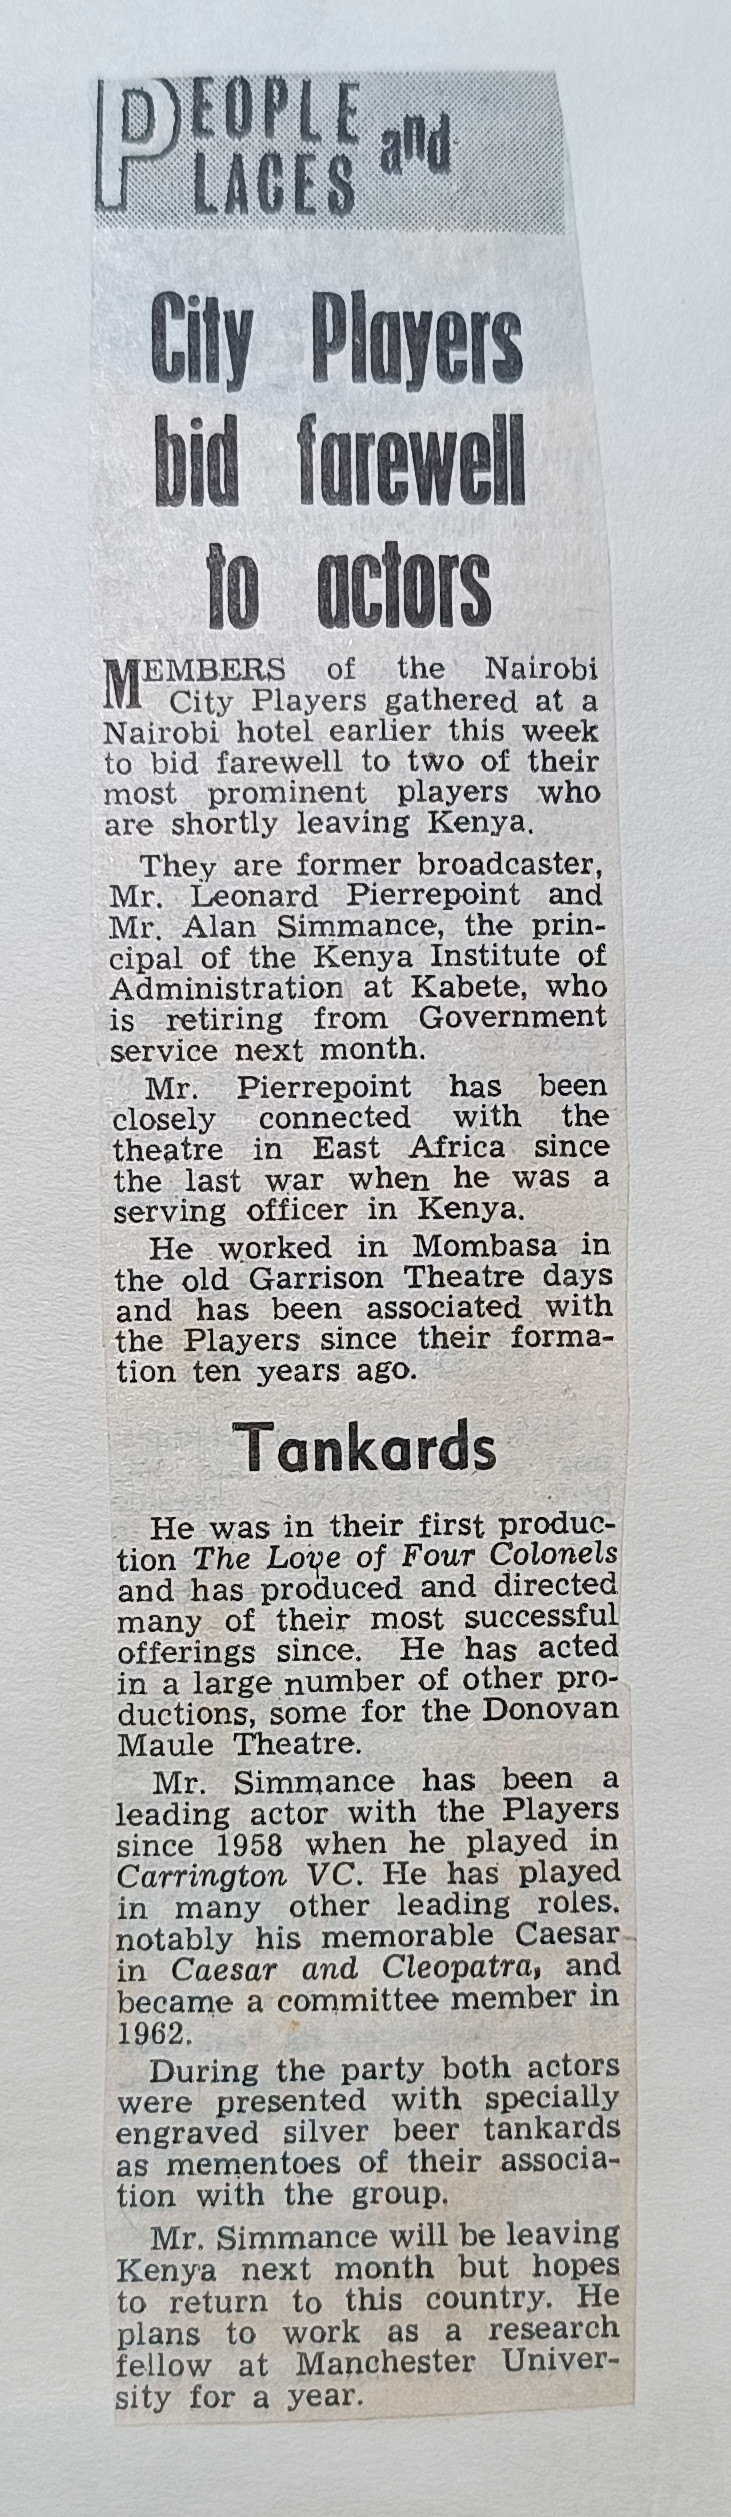 PEOPLE and
PLACES
City Players
bid farewell
to actors
MEMBERS of the Nairobi
City Players gathered at a
Nairobi hotel earlier this week
to bid farewell to two of their
most prominent players who
are shortly leaving Kenya.
They are former broadcaster,
Mr. Leonard Pierrepoint and
Mr. Alan Simmance, the prin-
cipal of the Kenya Institute of
Administration at Kabete, who
is retiring from Government
service next month.
Mr. Pierrepoint has been
closely connected with the
theatre in East Africa since
the last war when he was a
serving officer in Kenya.
He worked in Mombasa in
the old Garrison Theatre days
and has been associated with
the Players since their forma-
tion ten years ago.
Tankards
He was in their first produc-
tion The Love of Four Colonels
and has produced and directed
many of their most successful
offerings since. He has acted
in a large number of other pro-
ductions, some for the Donovan
Maule Theatre.
Mr. Simmance has been a
leading actor with the Players
since 1958 when he played in
Carrington VC. He has played
in many other leading roles.
notably his memorable Caesar
in Caesar and Cleopatra, and
became a committee member in
1962.
During the party both actors
were presented with specially
engraved silver beer tankards
as mementoes of their associa-
tion with the group.
Mr. Simmance will be leaving
Kenya next month but hopes
to return to this country. He
plans to work as a research
fellow at Manchester Univer-
sity for a year.